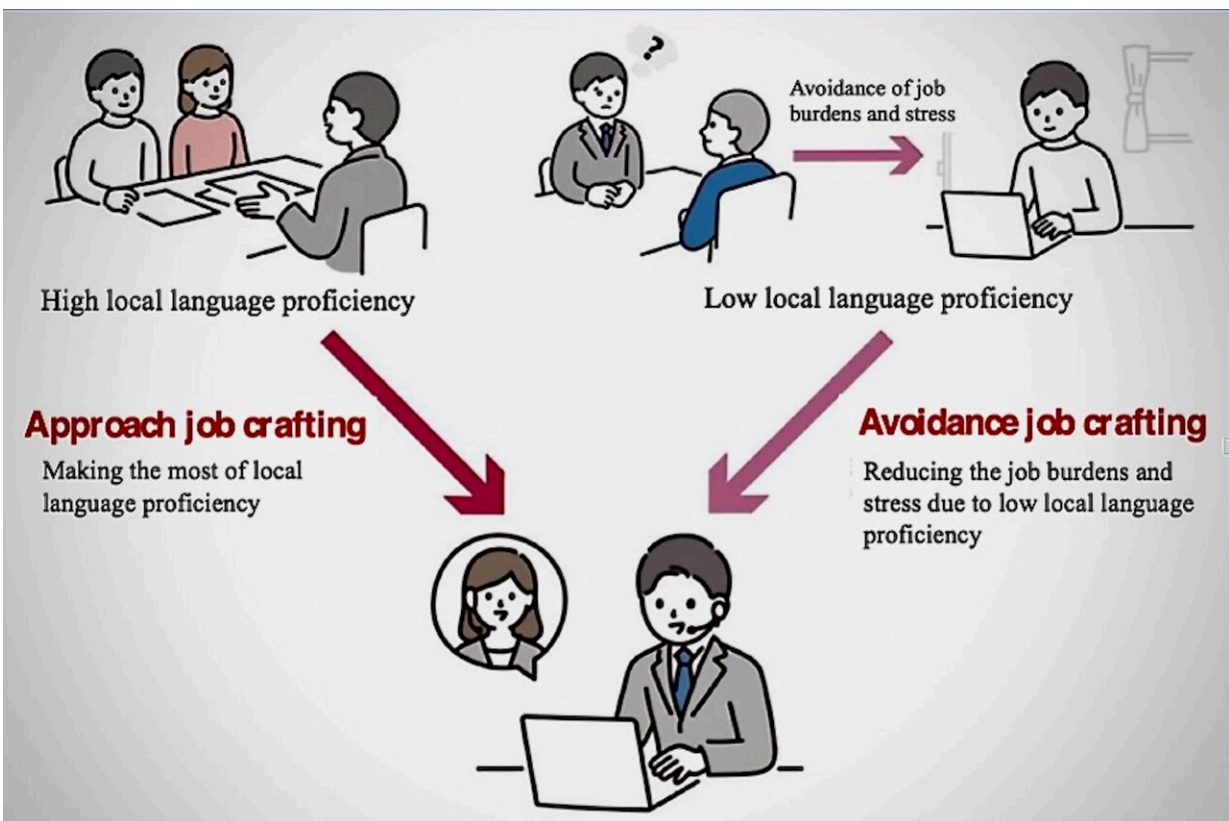 ?
Avoidance of job
burdens and stress
High local language proficiency
Low local language proficiency
Approach job crafting
Making the most of local
language proficiency
Avoidance job crafting
Reducing the job burdens and
stress due to low local language
proficiency